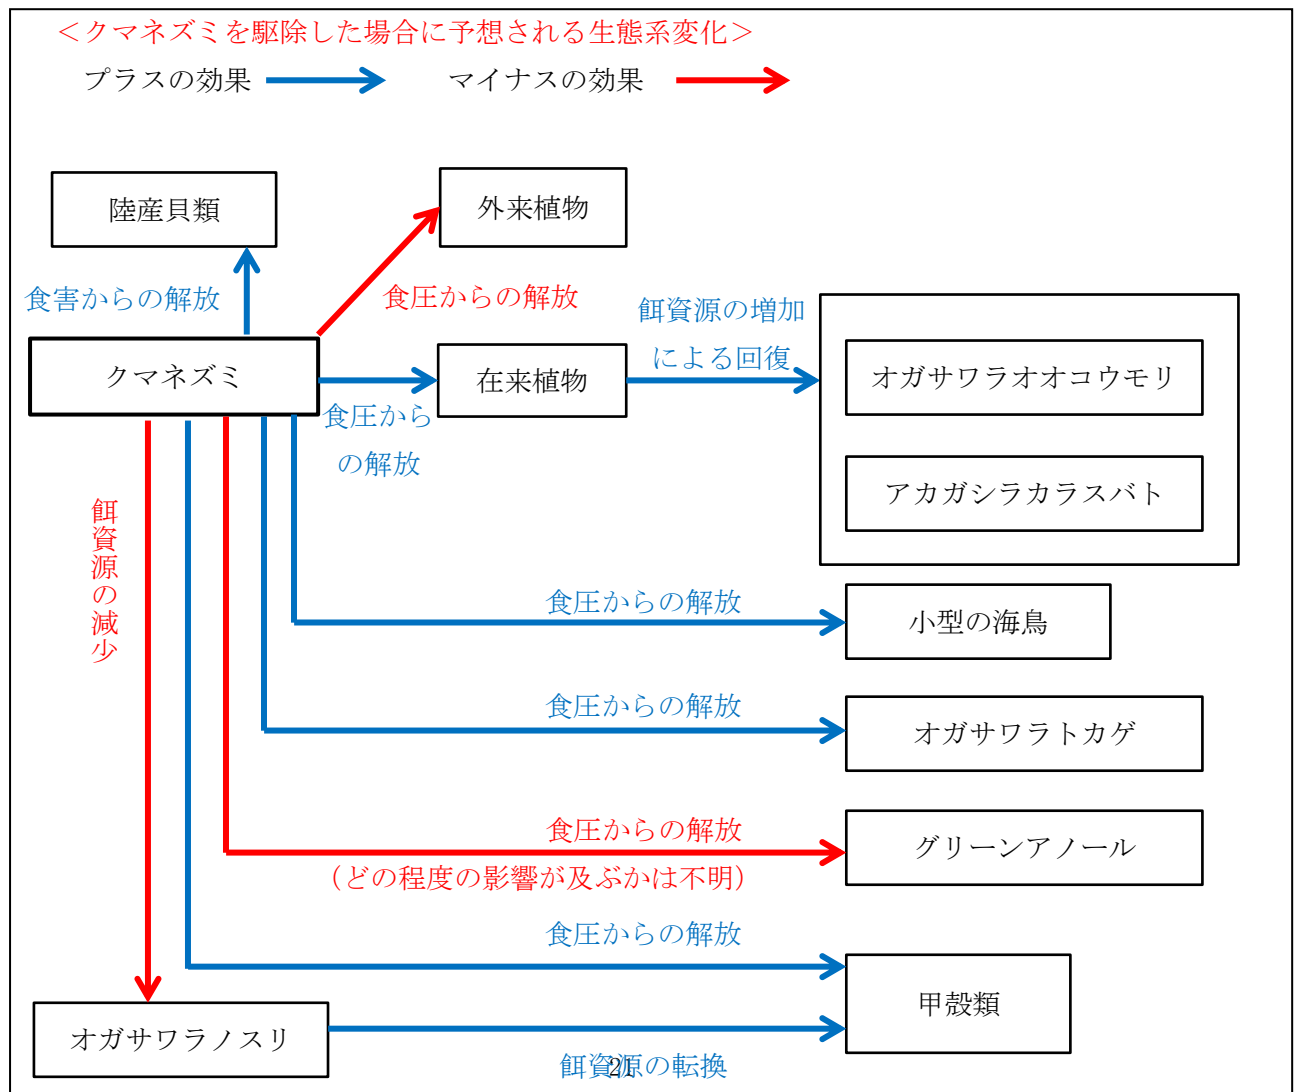 ＜クマネズミを駆除した場合に予想される生態系変化＞
プラスの効果
マイナスの効果
陸産貝類
外来植物
食害からの解放
食圧からの解放
餌資源の増加
による回復
クマネズミ
在来植物
オガサワラオオコウモリ
食圧から
の解放
アカガシラカラスバト
餌資源の減少
食圧からの解放
小型の海鳥
食圧からの解放
オガサワラトカゲ
食圧からの解放
グリーンアノール
（どの程度の影響が及ぶかは不明）
食圧からの解放
甲殻類
オガサワラノスリ
餌資源の転換
21